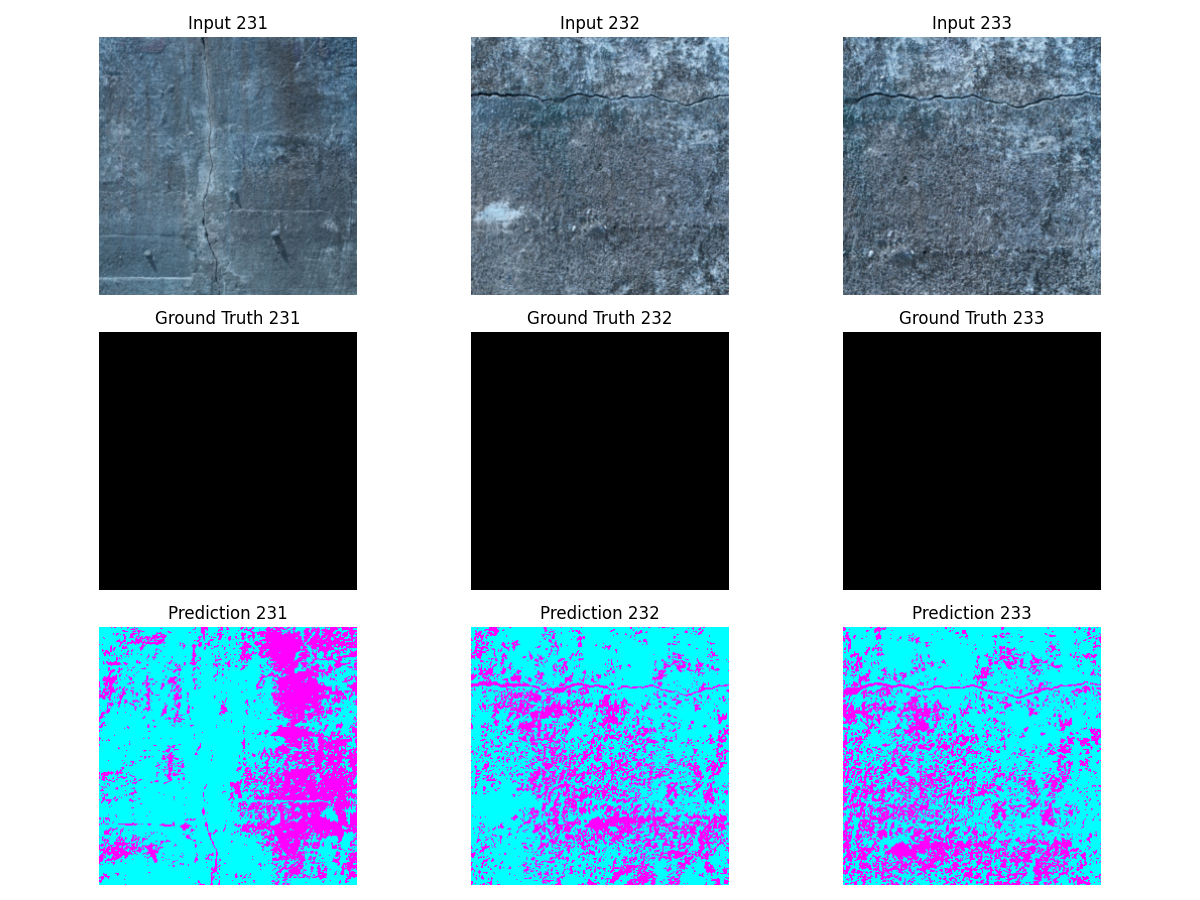 Input 231
Input 232
Input 233
Ground Truth 231
Ground Truth 232
Ground Truth 233
Prediction 231
Prediction 232
Prediction 233